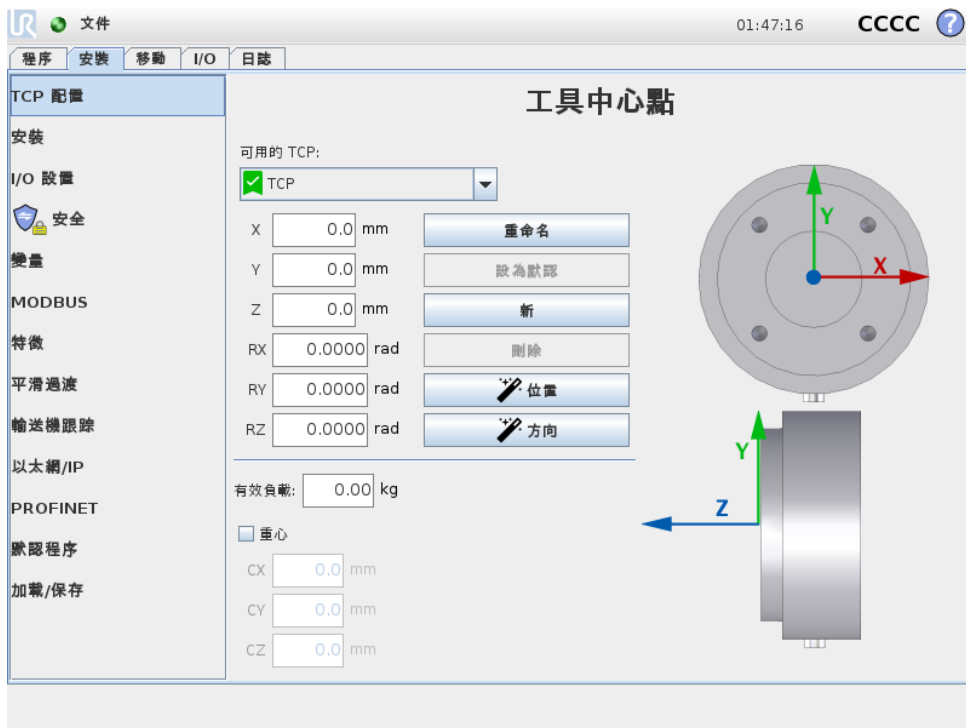 UR 文件 01:47:16 CCCC ?
程序 安裝 移動 I/O 日誌
TCP 配置
安裝
I/O 設置
安全
變量
MODBUS
特徵
平滑過渡
輸送機跟踪
以太網/IP
PROFINET
默認程序
加載/保存
工具中心點
可用的 TCP:
TCP
X 0.0 mm 重命名
Y 0.0 mm 設為默認
Z 0.0 mm 新
RX 0.0000 rad 刪除
RY 0.0000 rad 位置
RZ 0.0000 rad 方向
有效負載: 0.00 kg
重心
CX 0.0 mm
CY 0.0 mm
CZ 0.0 mm
Y
X
Y
Z